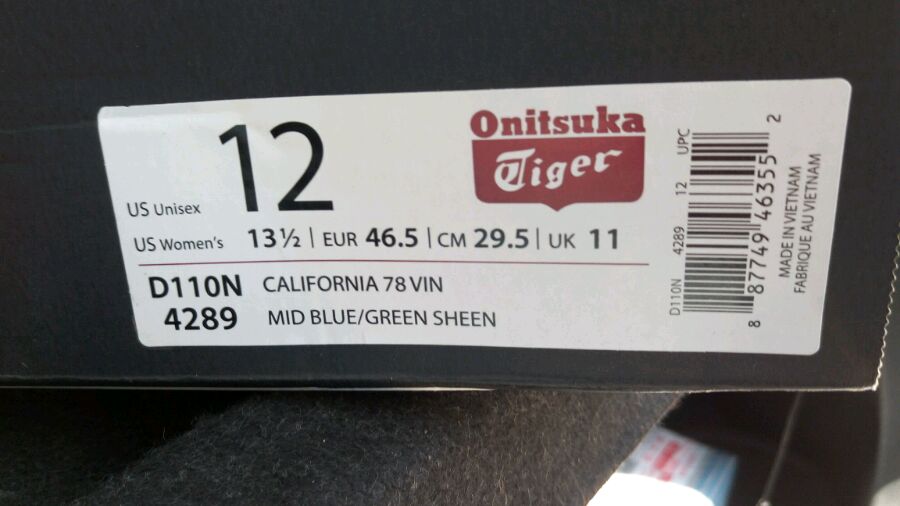 US Unisex 12
Onitsuka
Tiger
US Women's 13½ | EUR 46.5 | CM 29.5 | UK 11
D110N CALIFORNIA 78 VIN
4289 MID BLUE/GREEN SHEEN
D110N 4289 12 UPC
8 87749 46355 2
MADE IN VIETNAM
FABRIQUE AU VIETNAM